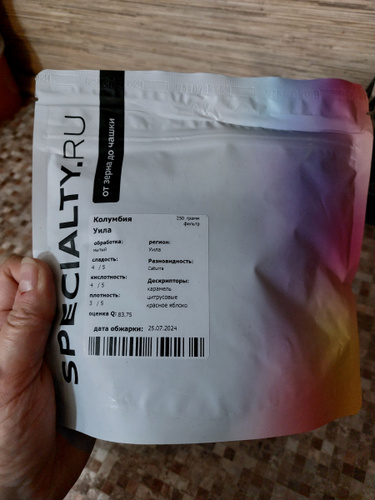 SPECIALTY.RU
от зерна до чашки
Колумбия
Уила
250 грамм
фильтр
обработка:
мытый
сладость:
4 / 5
кислотность:
4 / 5
плотность:
3 / 5
оценка Q: 83.75
регион:
Уила
Разновидность:
Caturra
Дескрипторы:
карамель
цитрусовые
красное яблоко
дата обжарки: 25.07.2024